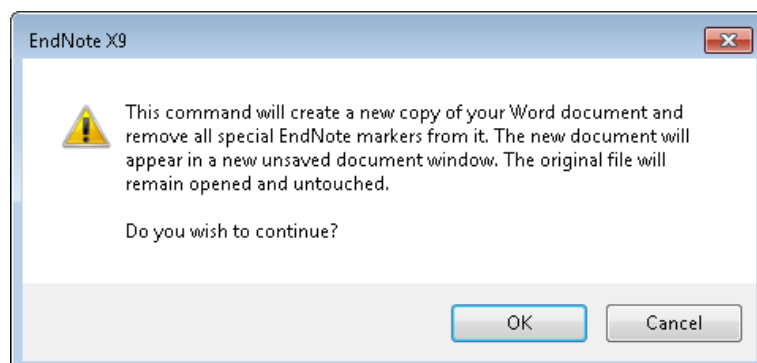 EndNote X9
This command will create a new copy of your Word document and
remove all special EndNote markers from it. The new document will
appear in a new unsaved document window. The original file will
remain opened and untouched.
Do you wish to continue?
OK
Cancel